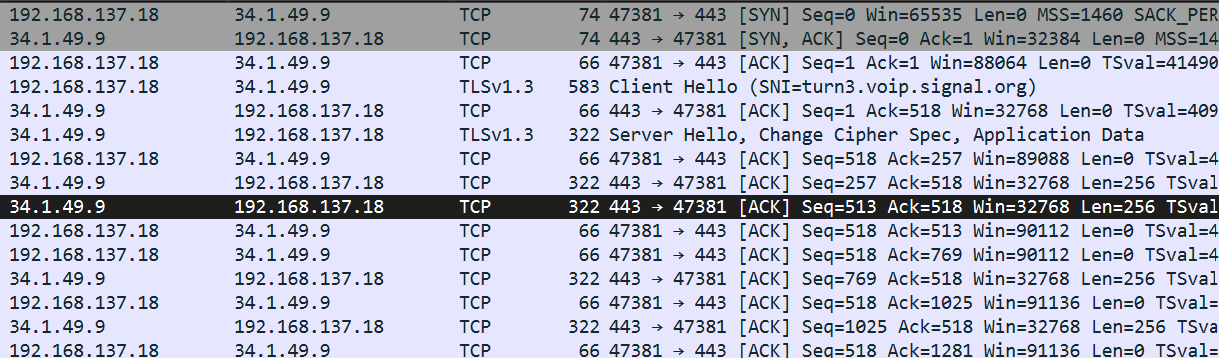 192.168.137.18 34.1.49.9 TCP 74 47381 → 443 [SYN] Seq=0 Win=65535 Len=0 MSS=1460 SACK_PER
34.1.49.9 192.168.137.18 TCP 74 443 → 47381 [SYN, ACK] Seq=0 Ack=1 Win=32384 Len=0 MSS=14
192.168.137.18 34.1.49.9 TCP 66 47381 → 443 [ACK] Seq=1 Ack=1 Win=88064 Len=0 TSval=41490
192.168.137.18 34.1.49.9 TLSv1.3 583 Client Hello (SNI=turn3.voip.signal.org)
34.1.49.9 192.168.137.18 TCP 66 443 → 47381 [ACK] Seq=1 Ack=518 Win=32768 Len=0 TSval=409
34.1.49.9 192.168.137.18 TLSv1.3 322 Server Hello, Change Cipher Spec, Application Data
192.168.137.18 34.1.49.9 TCP 66 47381 → 443 [ACK] Seq=518 Ack=257 Win=89088 Len=0 TSval=4
34.1.49.9 192.168.137.18 TCP 322 443 → 47381 [ACK] Seq=257 Ack=518 Win=32768 Len=256 TSval
34.1.49.9 192.168.137.18 TCP 322 443 → 47381 [ACK] Seq=513 Ack=518 Win=32768 Len=256 TSval
192.168.137.18 34.1.49.9 TCP 66 47381 → 443 [ACK] Seq=518 Ack=513 Win=90112 Len=0 TSval=4
192.168.137.18 34.1.49.9 TCP 66 47381 → 443 [ACK] Seq=518 Ack=769 Win=90112 Len=0 TSval=4
34.1.49.9 192.168.137.18 TCP 322 443 → 47381 [ACK] Seq=769 Ack=518 Win=32768 Len=256 TSval
192.168.137.18 34.1.49.9 TCP 66 47381 → 443 [ACK] Seq=518 Ack=1025 Win=91136 Len=0 TSval=
34.1.49.9 192.168.137.18 TCP 322 443 → 47381 [ACK] Seq=1025 Ack=518 Win=32768 Len=256 TSva
192.168.137.18 34.1.49.9 TCP 66 47381 → 443 [ACK] Seq=518 Ack=1281 Win=91136 Len=0 TSval=